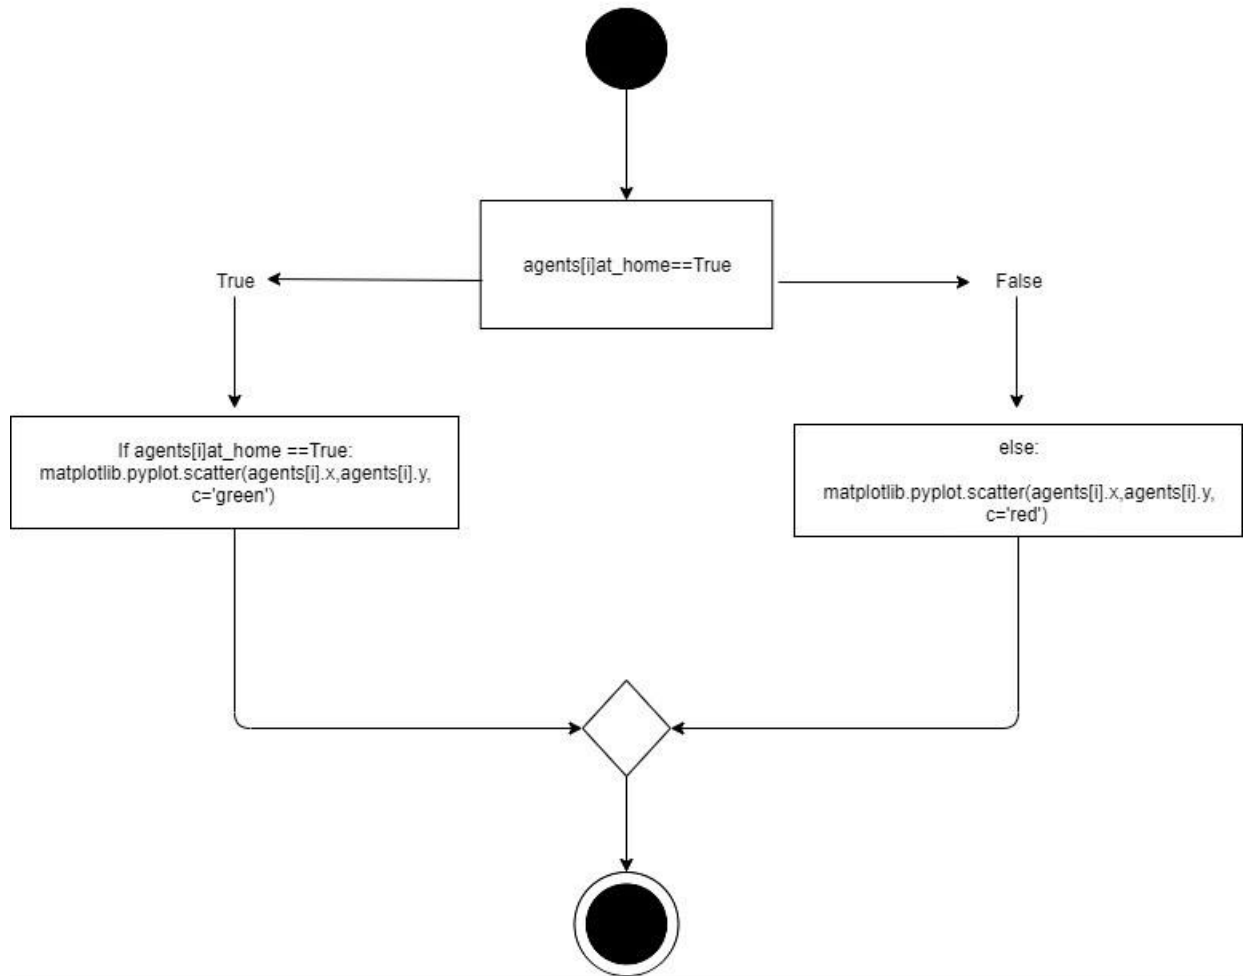 agents[i]at_home==True
True
False
If agents[i]at_home ==True:
matplotlib.pyplot.scatter(agents[i].x,agents[i].y,
c='green')
else:
matplotlib.pyplot.scatter(agents[i].x,agents[i].y,
c='red')